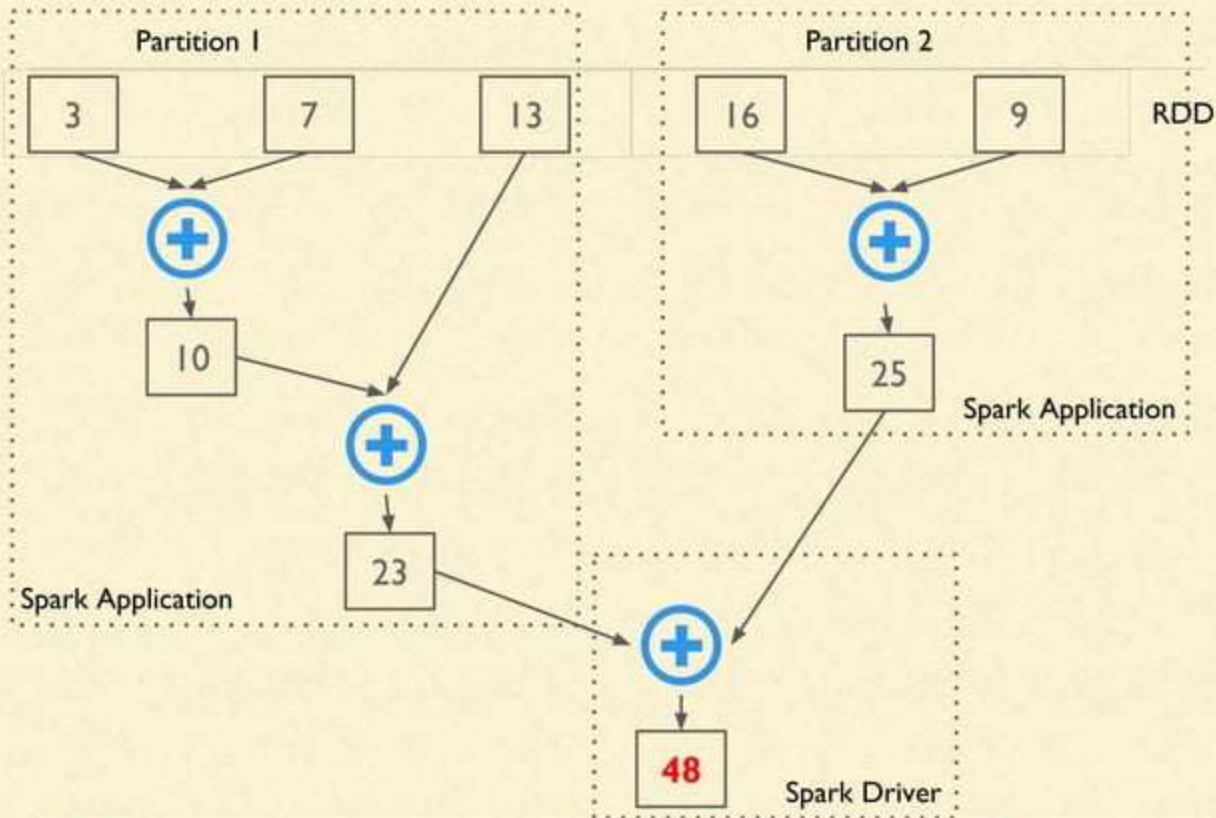 Partition 1
Partition 2
3
7
13
16
9
RDD
10
25
Spark Application
23
Spark Application
48
Spark Driver